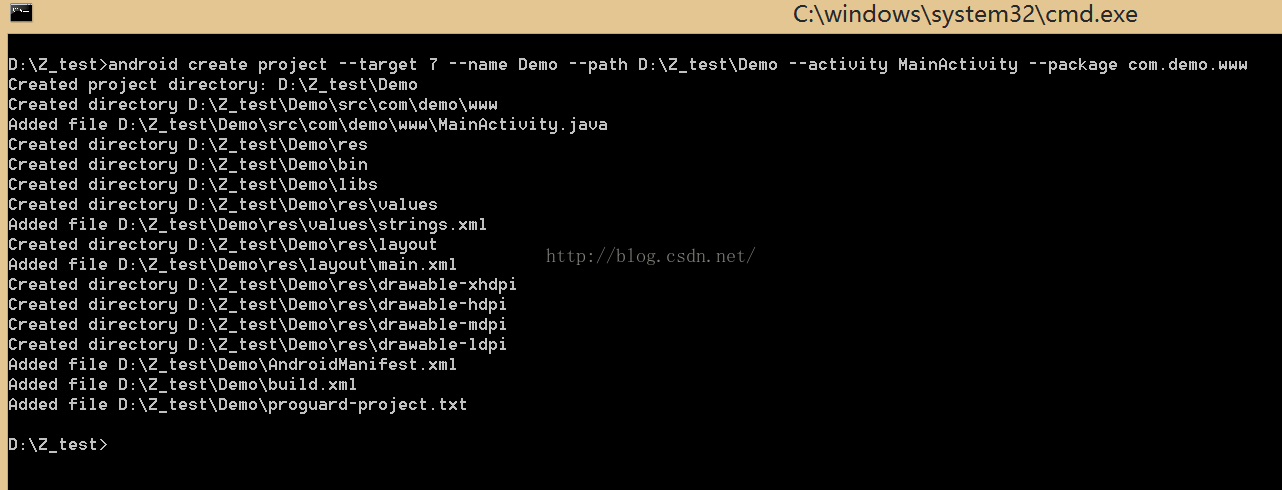 C:\windows\system32\cmd.exe
D:\Z_test>android create project --target 7 --name Demo --path D:\Z_test\Demo --activity MainActivity --package com.demo.www
Created project directory: D:\Z_test\Demo
Created directory D:\Z_test\Demo\src\com\demo\www
Added file D:\Z_test\Demo\src\com\demo\www\MainActivity.java
Created directory D:\Z_test\Demo\res
Created directory D:\Z_test\Demo\bin
Created directory D:\Z_test\Demo\libs
Created directory D:\Z_test\Demo\res\values
Added file D:\Z_test\Demo\res\values\strings.xml
Created directory D:\Z_test\Demo\res\layout
http://blog.csdn.net/
Added file D:\Z_test\Demo\res\layout\main.xml
Created directory D:\Z_test\Demo\res\drawable-xhdpi
Created directory D:\Z_test\Demo\res\drawable-hdpi
Created directory D:\Z_test\Demo\res\drawable-mdpi
Created directory D:\Z_test\Demo\res\drawable-ldpi
Added file D:\Z_test\Demo\AndroidManifest.xml
Added file D:\Z_test\Demo\build.xml
Added file D:\Z_test\Demo\proguard-project.txt
D:\Z_test>